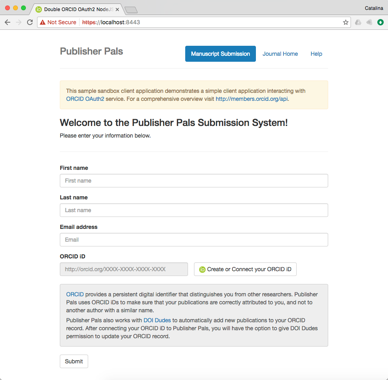 Double ORCID OAuth2 Node.J
Catalina
Not Secure https://localhost:8443
Publisher Pals
Manuscript Submission
Journal Home
Help
This sample sandbox client application demonstrates a simple client application interacting with
ORCID OAuth2 service. For a comprehensive overview visit http://members.orcid.org/api.
Welcome to the Publisher Pals Submission System!
Please enter your information below.
First name
First name
Last name
Last name
Email address
Email
ORCID iD
http://orcid.org/XXXX-XXXX-XXXX-XXXX
iD Create or Connect your ORCID iD
ORCID provides a persistent digital identifier that distinguishes you from other researchers. Publisher
Pals uses ORCID iDs to make sure that your publications are correctly attributed to you, and not to
another author with a similar name.
Publisher Pals also works with DOI Dudes to automatically add new publications to your ORCID
record. After connecting your ORCID iD to Publisher Pals, you will have the option to give DOI Dudes
permission to update your ORCID record.
Submit